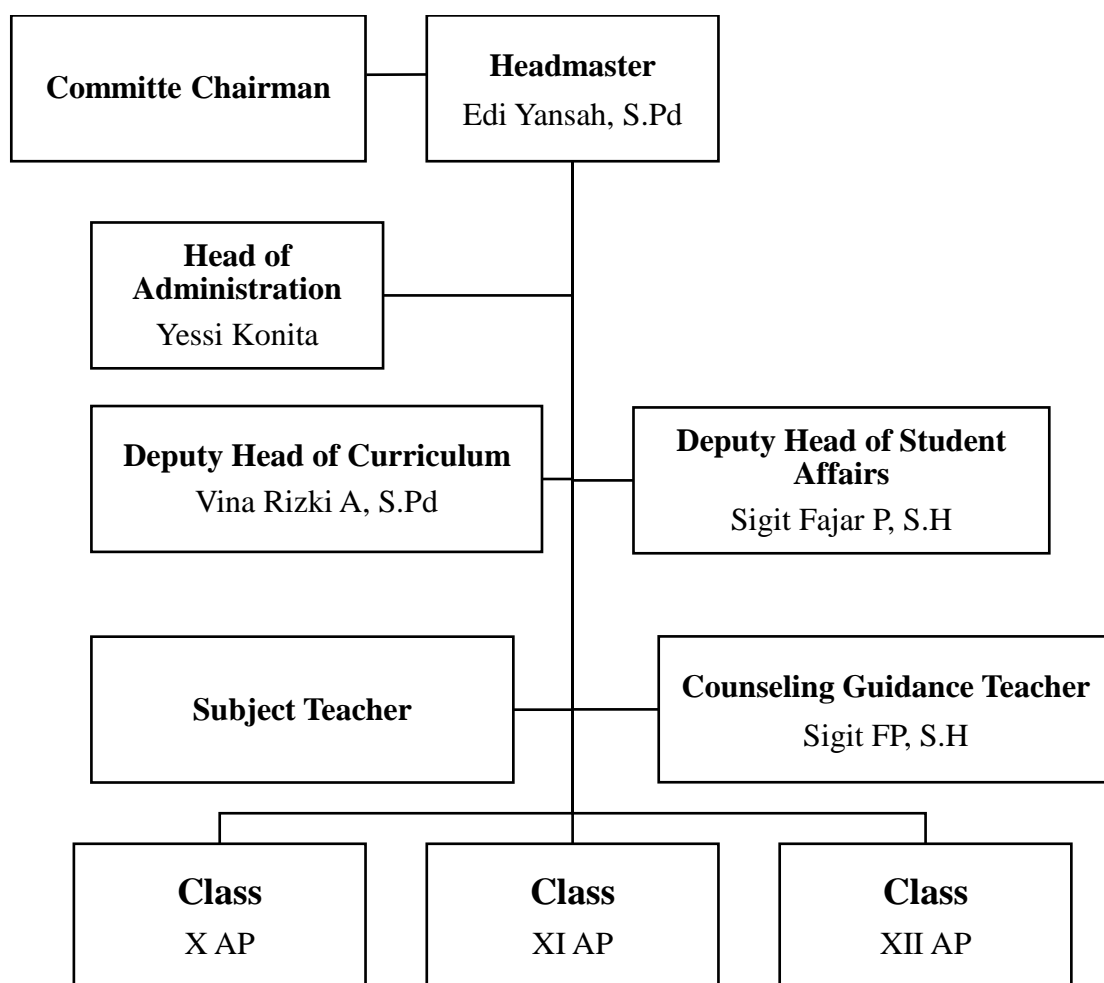 Committe Chairman
Headmaster
Edi Yansah, S.Pd
Head of
Administration
Yessi Konita
Deputy Head of Curriculum
Vina Rizki A, S.Pd
Deputy Head of Student
Affairs
Sigit Fajar P, S.H
Subject Teacher
Counseling Guidance Teacher
Sigit FP, S.H
Class
X AP
Class
XI AP
Class
XII AP